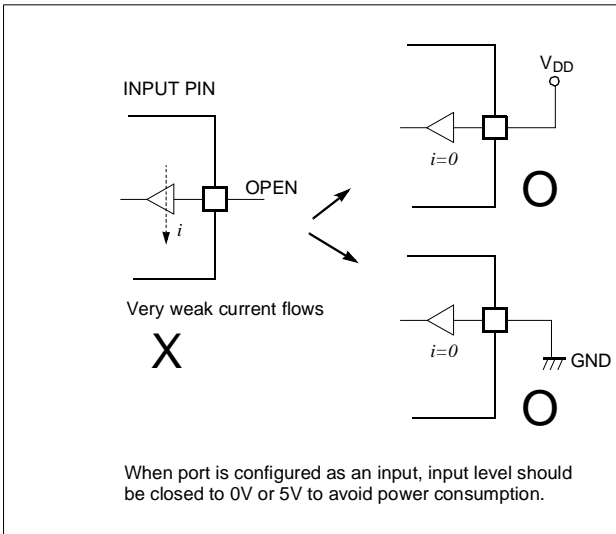 INPUT PIN
OPEN
i
Very weak current flows
X
VDD
i=0
O
i=0
GND
O
When port is configured as an input, input level should
be closed to 0V or 5V to avoid power consumption.